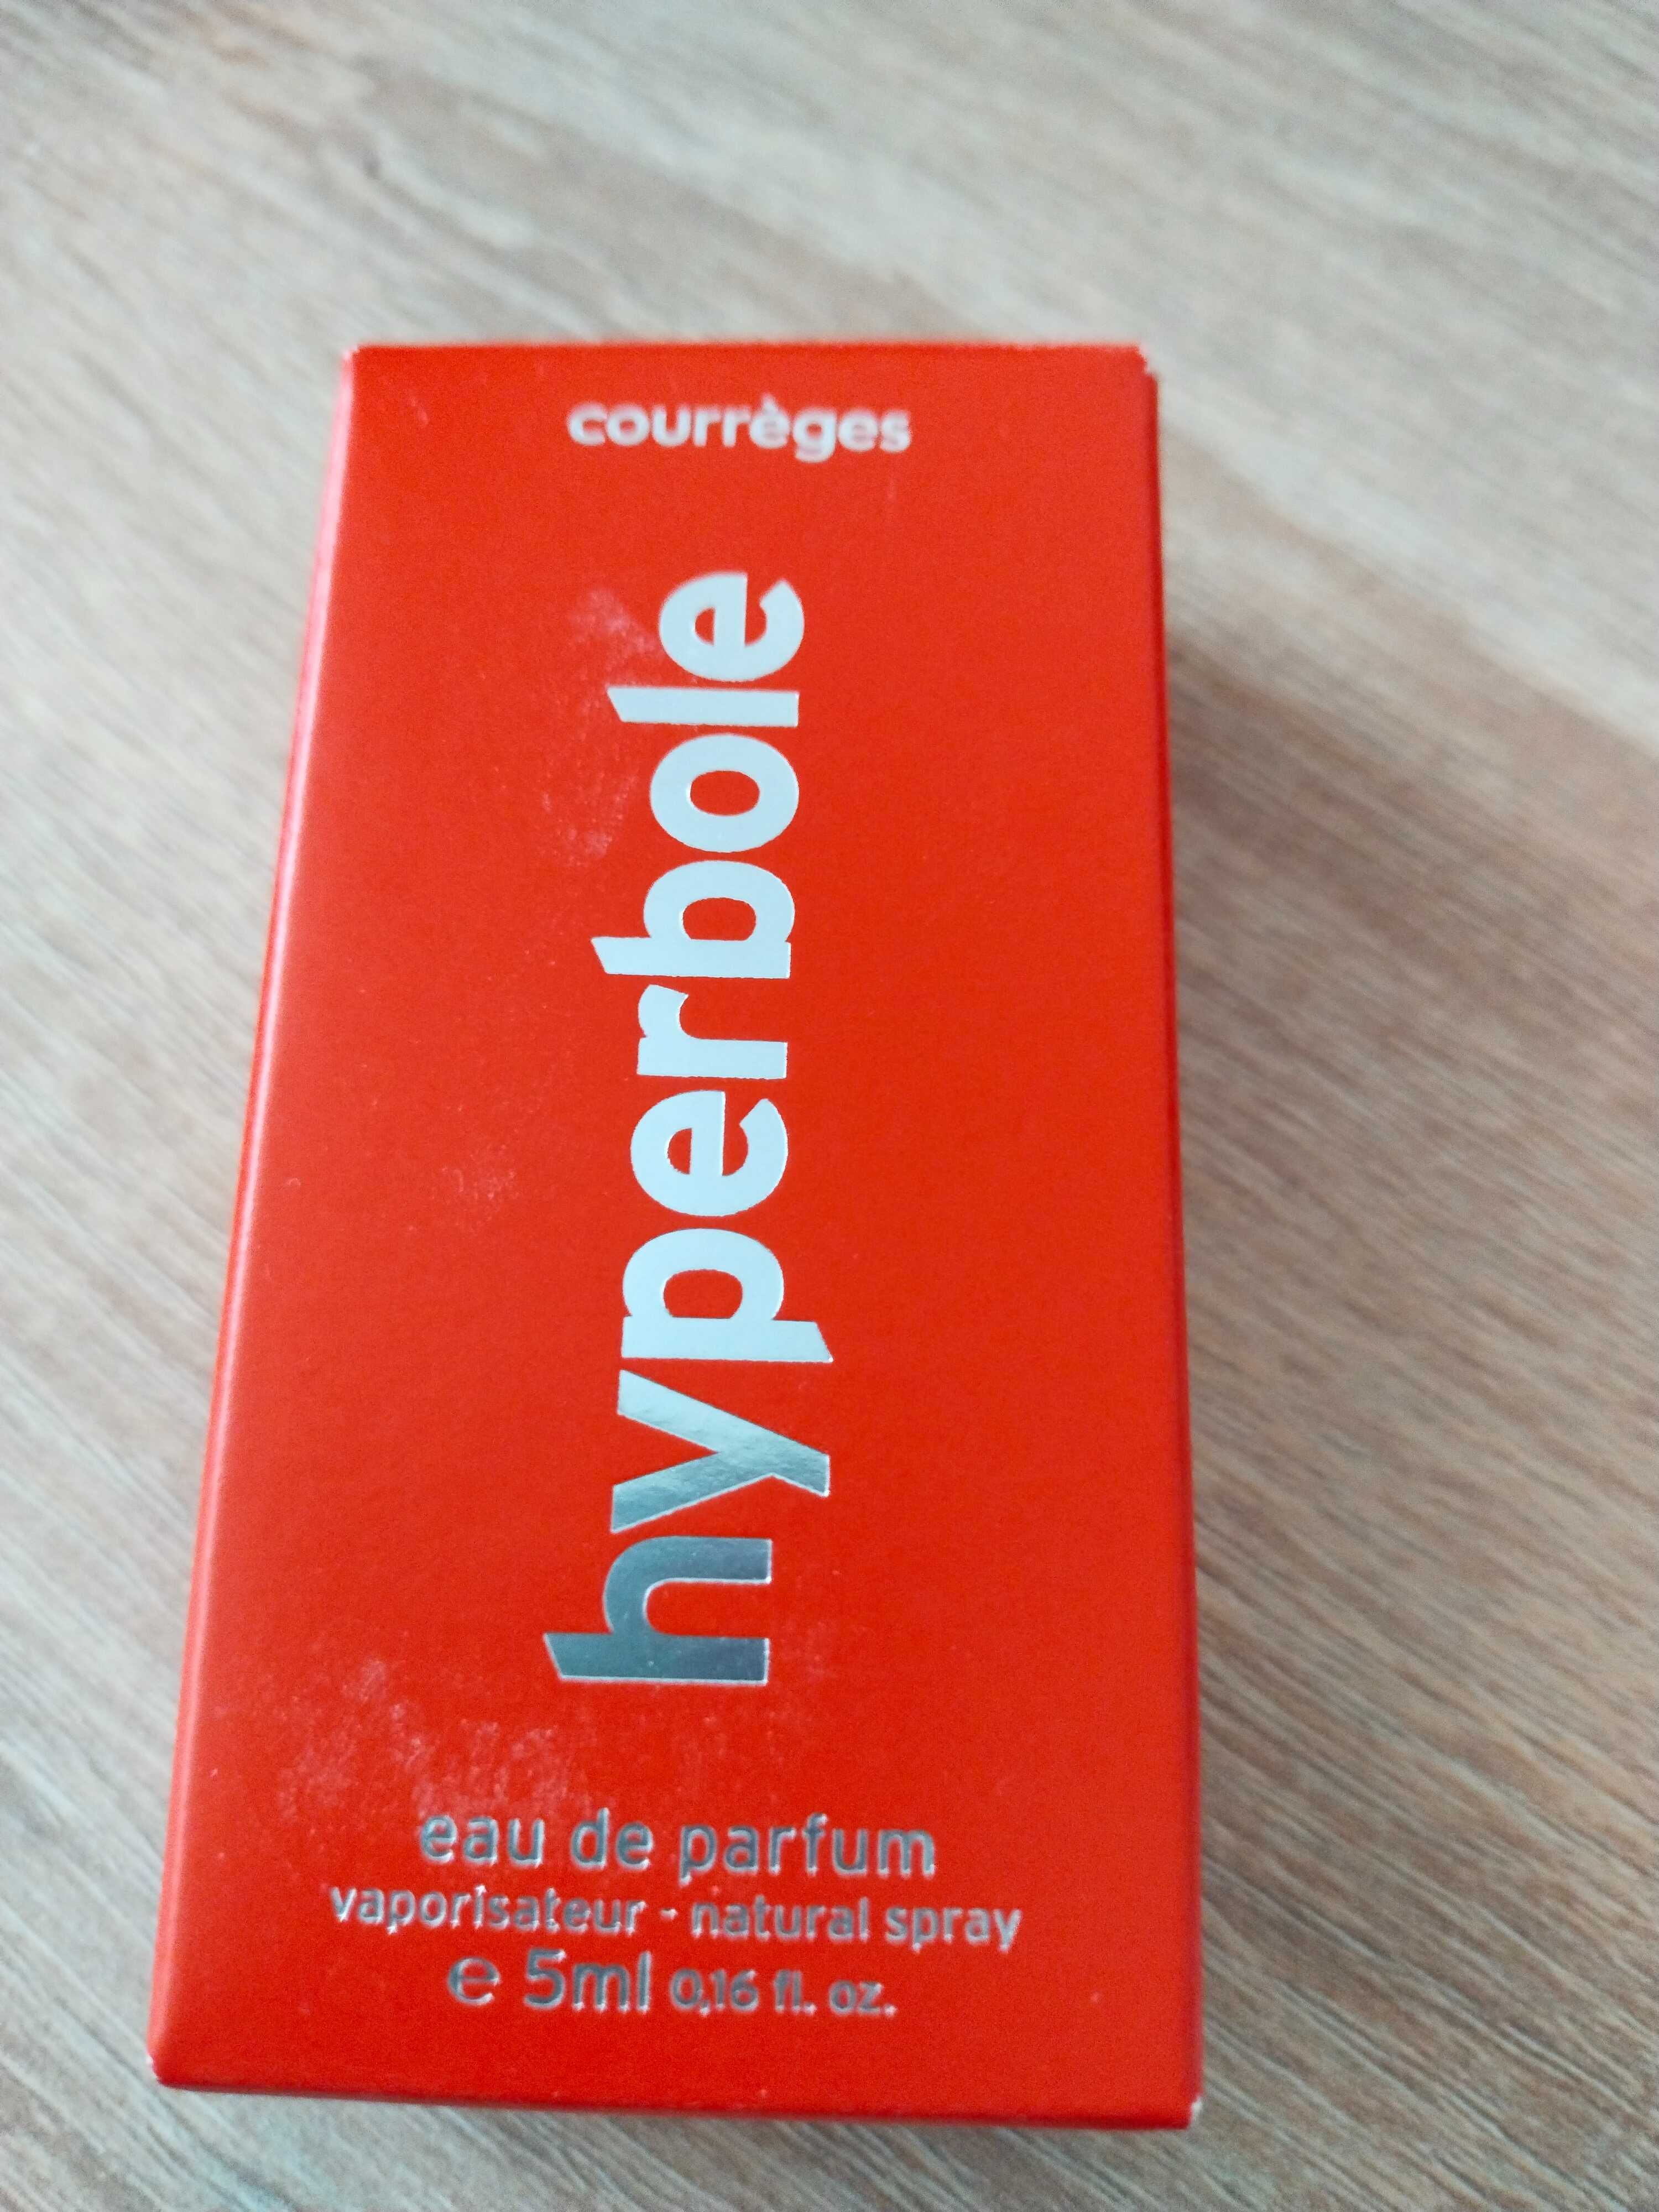 courrèges
hyperbole
eau de parfum
vaporisateur - natural spray
℮ 5ml 0,16 fl. oz.